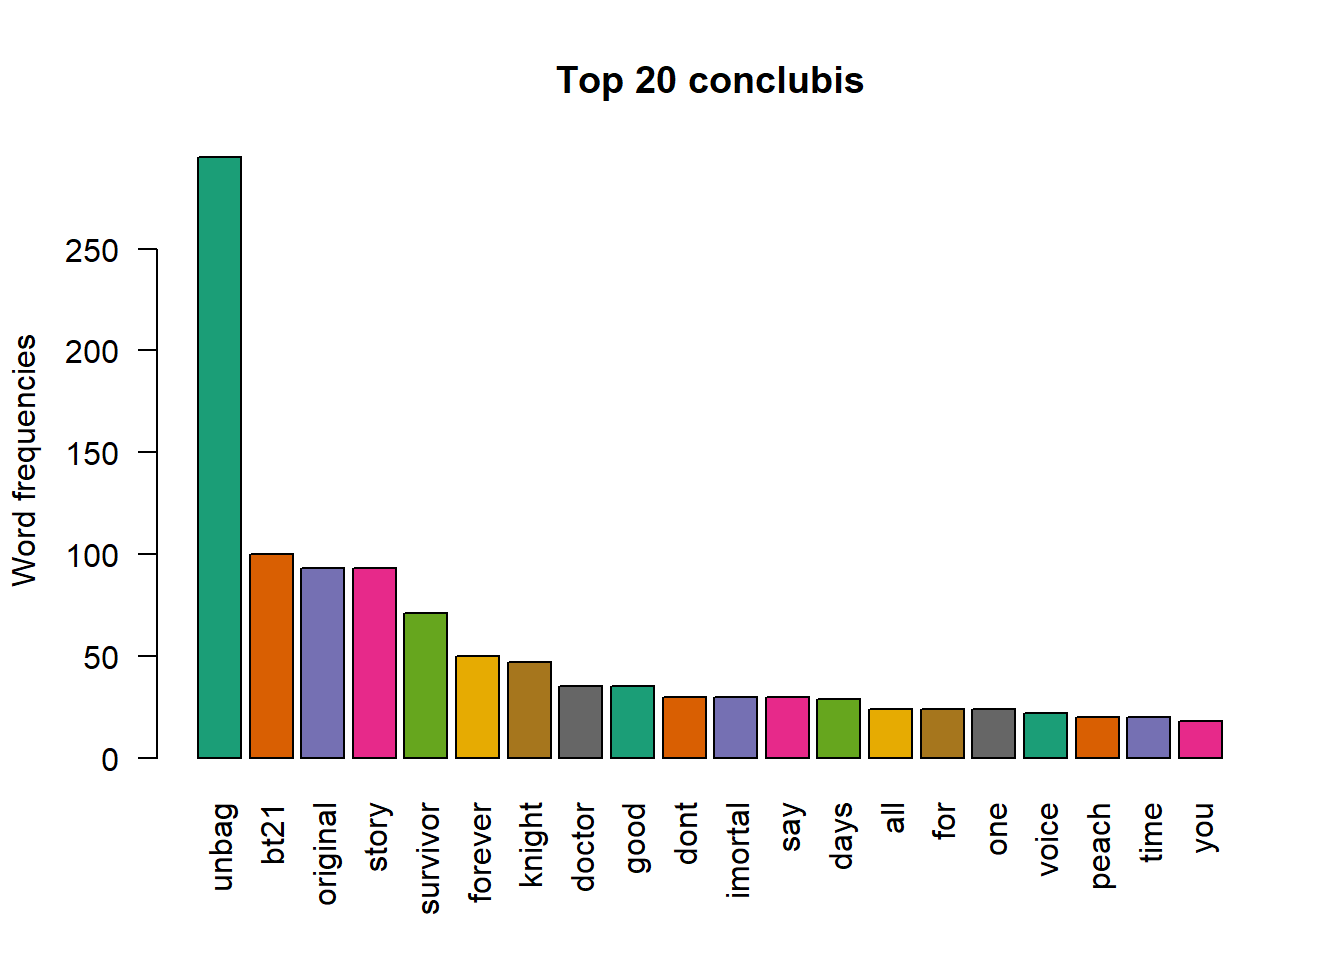 Top 20 conclubis
Word frequencies
250
200
150
100
50
0
unbag
bt21
original
story
survivor
forever
knight
doctor
good
dont
imortal
say
days
all
for
one
voice
peach
time
you